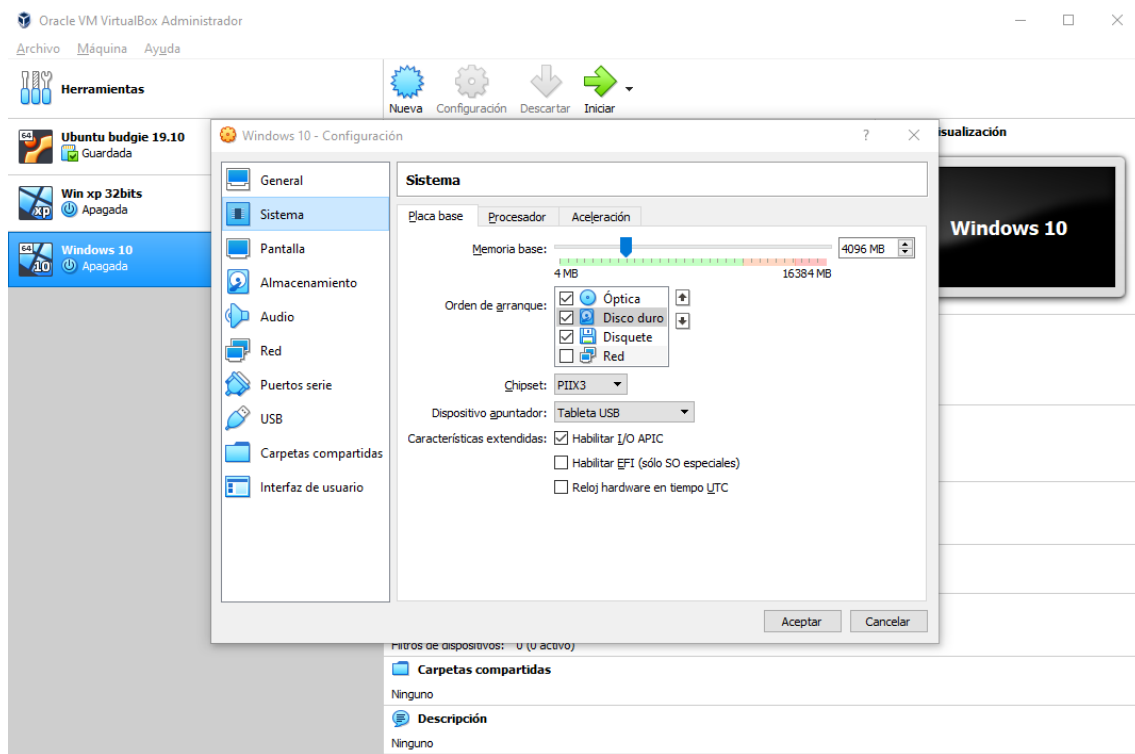 Oracle VM VirtualBox Administrador
Archivo Máquina Ayuda
Herramientas
Nueva Configuración Descartar Iniciar
Ubuntu budgie 19.10
Guardada
Win xp 32bits
Apagada
Windows 10
Apagada
isualización
Windows 10
Windows 10 - Configuración
General
Sistema
Pantalla
Almacenamiento
Audio
Red
Puertos serie
USB
Carpetas compartidas
Interfaz de usuario
Sistema
Placa base Procesador Aceleración
Memoria base: 4096 MB
4 MB 16384 MB
Orden de arranque:
Óptica
Disco duro
Disquete
Red
Chipset: PIIX3
Dispositivo apuntador: Tableta USB
Características extendidas: Habilitar I/O APIC
Habilitar EFI (sólo SO especiales)
Reloj hardware en tiempo UTC
Aceptar Cancelar
Filtros de dispositivos: 0 (0 activo)
Carpetas compartidas
Ninguno
Descripción
Ninguno